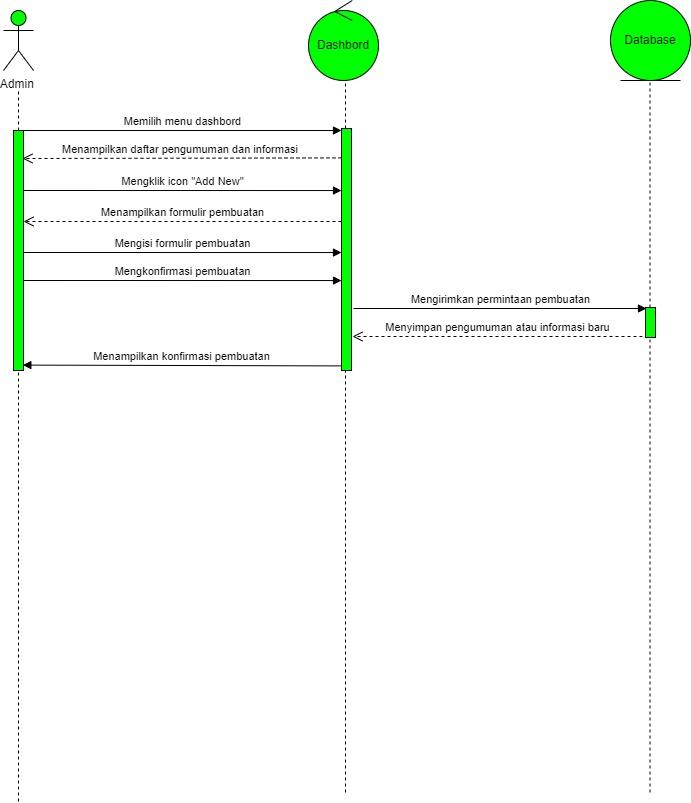 Dashbord
Database
Admin
Memilih menu dashbord
Menampilkan daftar pengumuman dan informasi
Mengklik icon "Add New"
Menampilkan formulir pembuatan
Mengisi formulir pembuatan
Mengkonfirmasi pembuatan
Mengirimkan permintaan pembuatan
Menyimpan pengumuman atau informasi baru
Menampilkan konfirmasi pembuatan